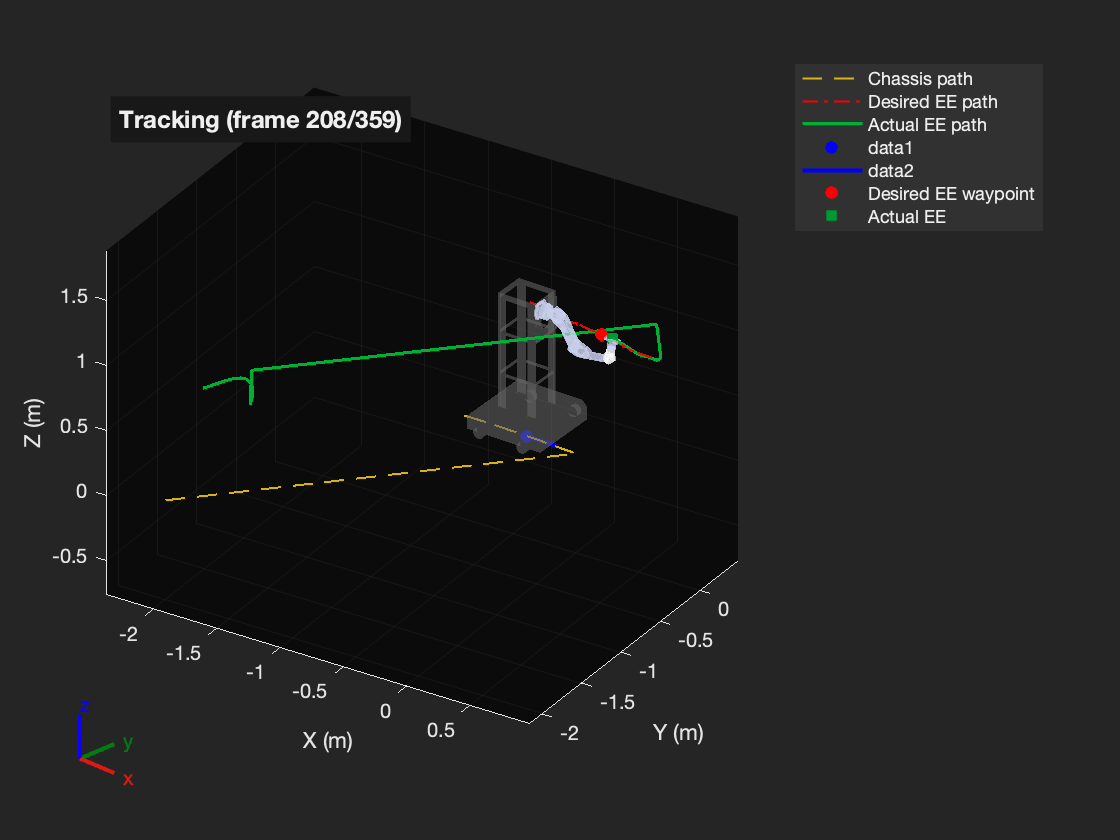 Tracking (frame 208/359)
Chassis path
Desired EE path
Actual EE path
data1
data2
Desired EE waypoint
Actual EE
1.5
1
0.5
0
-0.5
Z (m)
-2
-1.5
-1
-0.5
0
0.5
X (m)
0
-0.5
-1
-1.5
-2
Y (m)
z
y
x